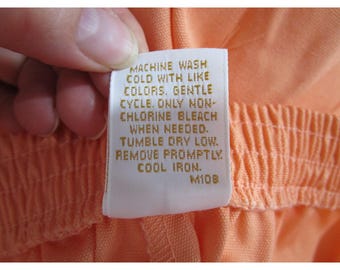 MACHINE WASH
COLD WITH LIKE
COLORS. GENTLE
CYCLE. ONLY NON-
CHLORINE BLEACH
WHEN NEEDED.
TUMBLE DRY LOW.
REMOVE PROMPTLY.
COOL IRON.
M108